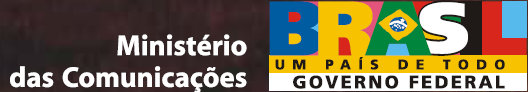 Ministério
das Comunicações
BRASIL
UM PAÍS DE TODOS
GOVERNO FEDERAL